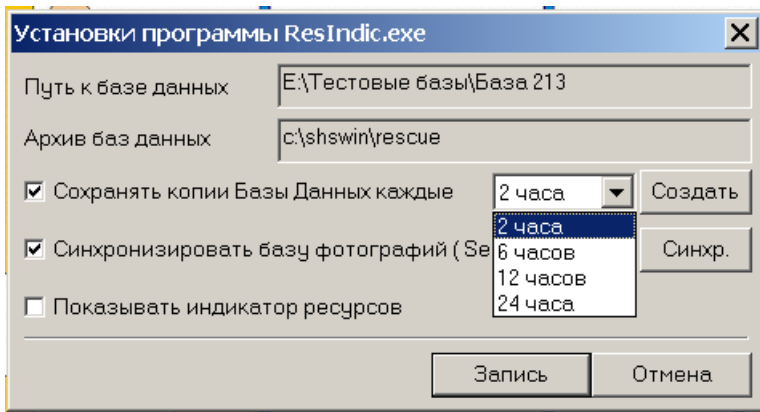 Установки программы ResIndic.exe
Путь к базе данных E:\Тестовые базы\База 213
Архив баз данных c:\shswin\rescue
Сохранять копии Базы Данных каждые 2 часа Создать
2 часа
Синхронизировать базу фотографий ( Se 6 часов Синхр.
12 часов
24 часа
Показывать индикатор ресурсов
Запись Отмена